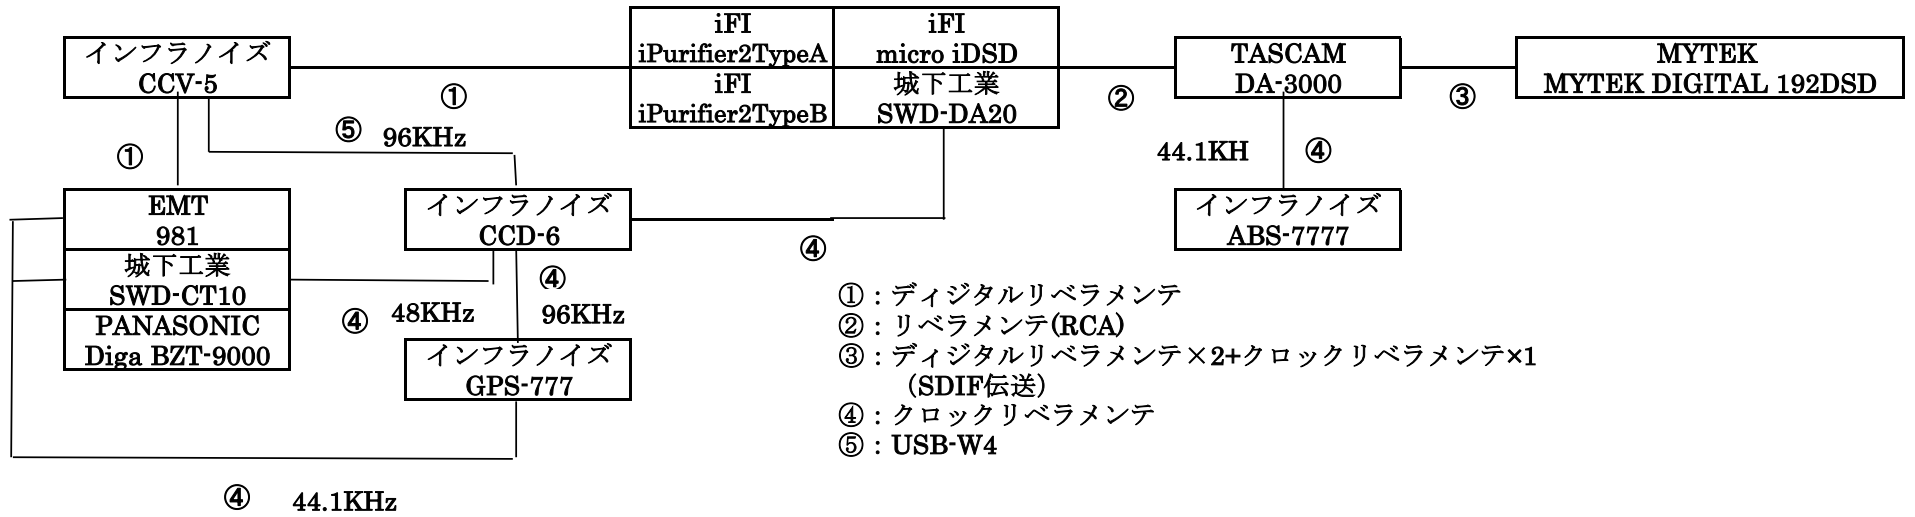 インフラノイズ
CCV-5
①
iFI
iPurifier2TypeA
iFI
iPurifier2TypeB
iFI
micro iDSD
城下工業
SWD-DA20
②
TASCAM
DA-3000
③
MYTEK
MYTEK DIGITAL 192DSD
①
⑤ 96KHz
44.1KH ④
EMT
981
城下工業
SWD-CT10
PANASONIC
Diga BZT-9000
インフラノイズ
CCD-6
④
インフラノイズ
ABS-7777
④ 48KHz
④
96KHz
インフラノイズ
GPS-777
④ 44.1KHz
①：ディジタルリベラメンテ
②：リベラメンテ(RCA)
③：ディジタルリベラメンテ×2+クロックリベラメンテ×1
（SDIF伝送）
④：クロックリベラメンテ
⑤：USB-W4